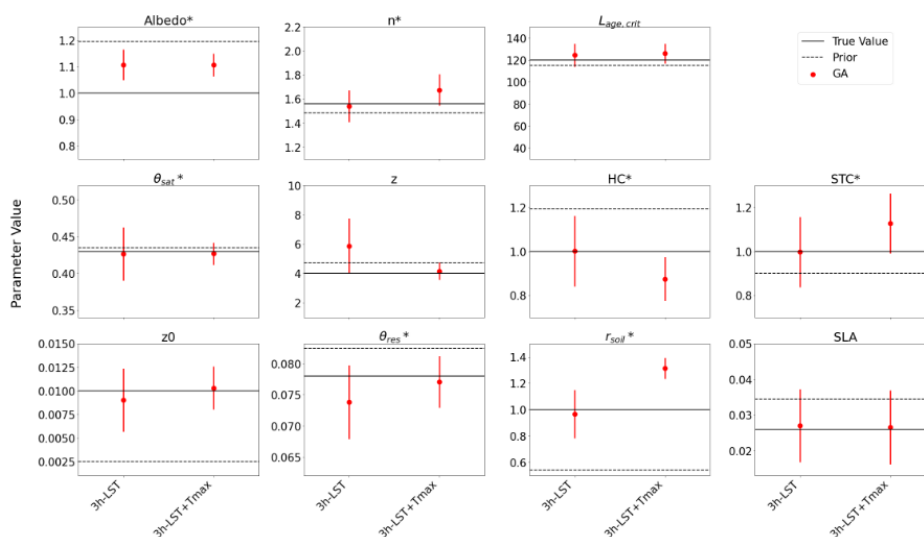 Albedo*
n*
L_age,crit
1.2
1.1
1.0
0.9
0.8
2.6
2.4
2.2
2.0
1.8
1.6
1.4
1.2
140
120
100
80
60
40
True Value
Prior
GA
Parameter Value
θ_sat*
z
HC*
STC*
0.50
0.45
0.40
0.35
10
8
6
4
2
1.2
1.0
0.8
1.2
1.0
0.8
z0
θ_res*
r_soil*
SLA
0.0150
0.0125
0.0100
0.0075
0.0050
0.0025
0.080
0.075
0.070
0.065
1.4
1.2
1.0
0.8
0.6
0.05
0.04
0.03
0.02
3h-LST
3h-LST+Tmax
3h-LST
3h-LST+Tmax
3h-LST
3h-LST+Tmax
3h-LST
3h-LST+Tmax